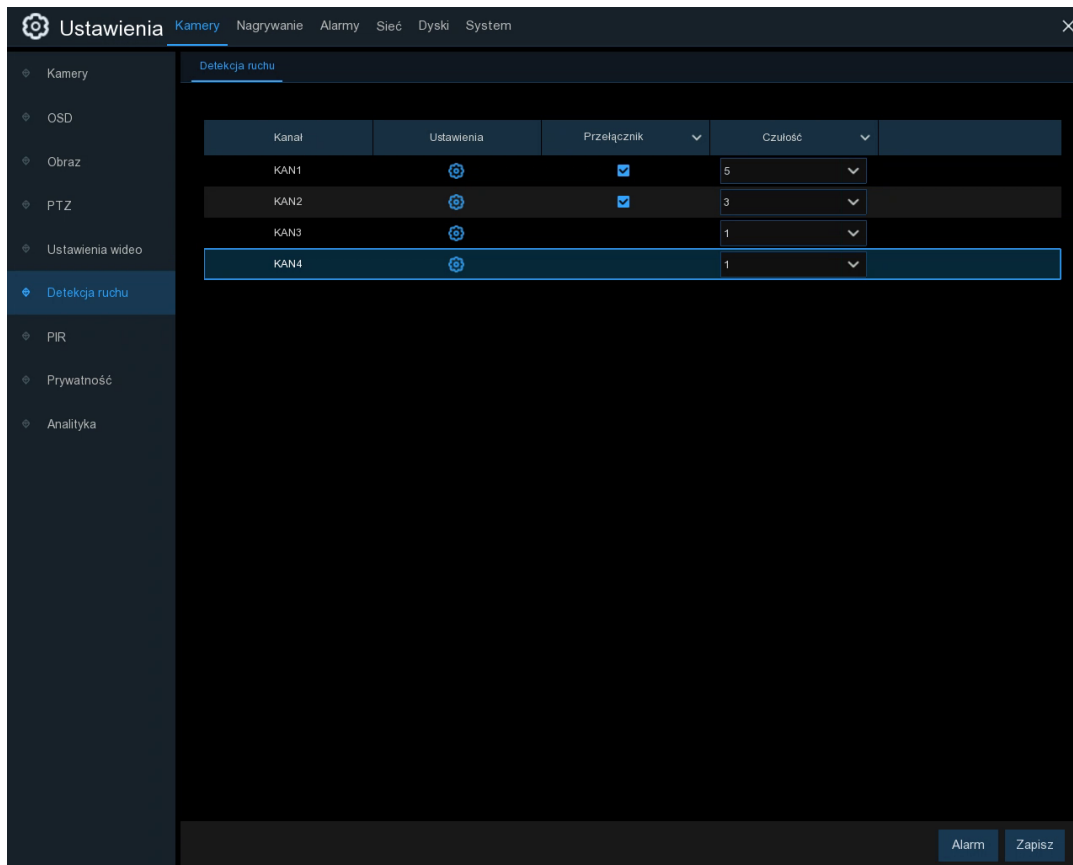 Ustawienia Kamery Nagrywanie Alarmy Sieć Dyski System
Kamery
Detekcja ruchu
OSD
Obraz
PTZ
Ustawienia wideo
Detekcja ruchu
PIR
Prywatność
Analityka
Kanał Ustawienia Przełącznik Czułość
KAN1 5
KAN2 3
KAN3 1
KAN4 1
Alarm Zapisz